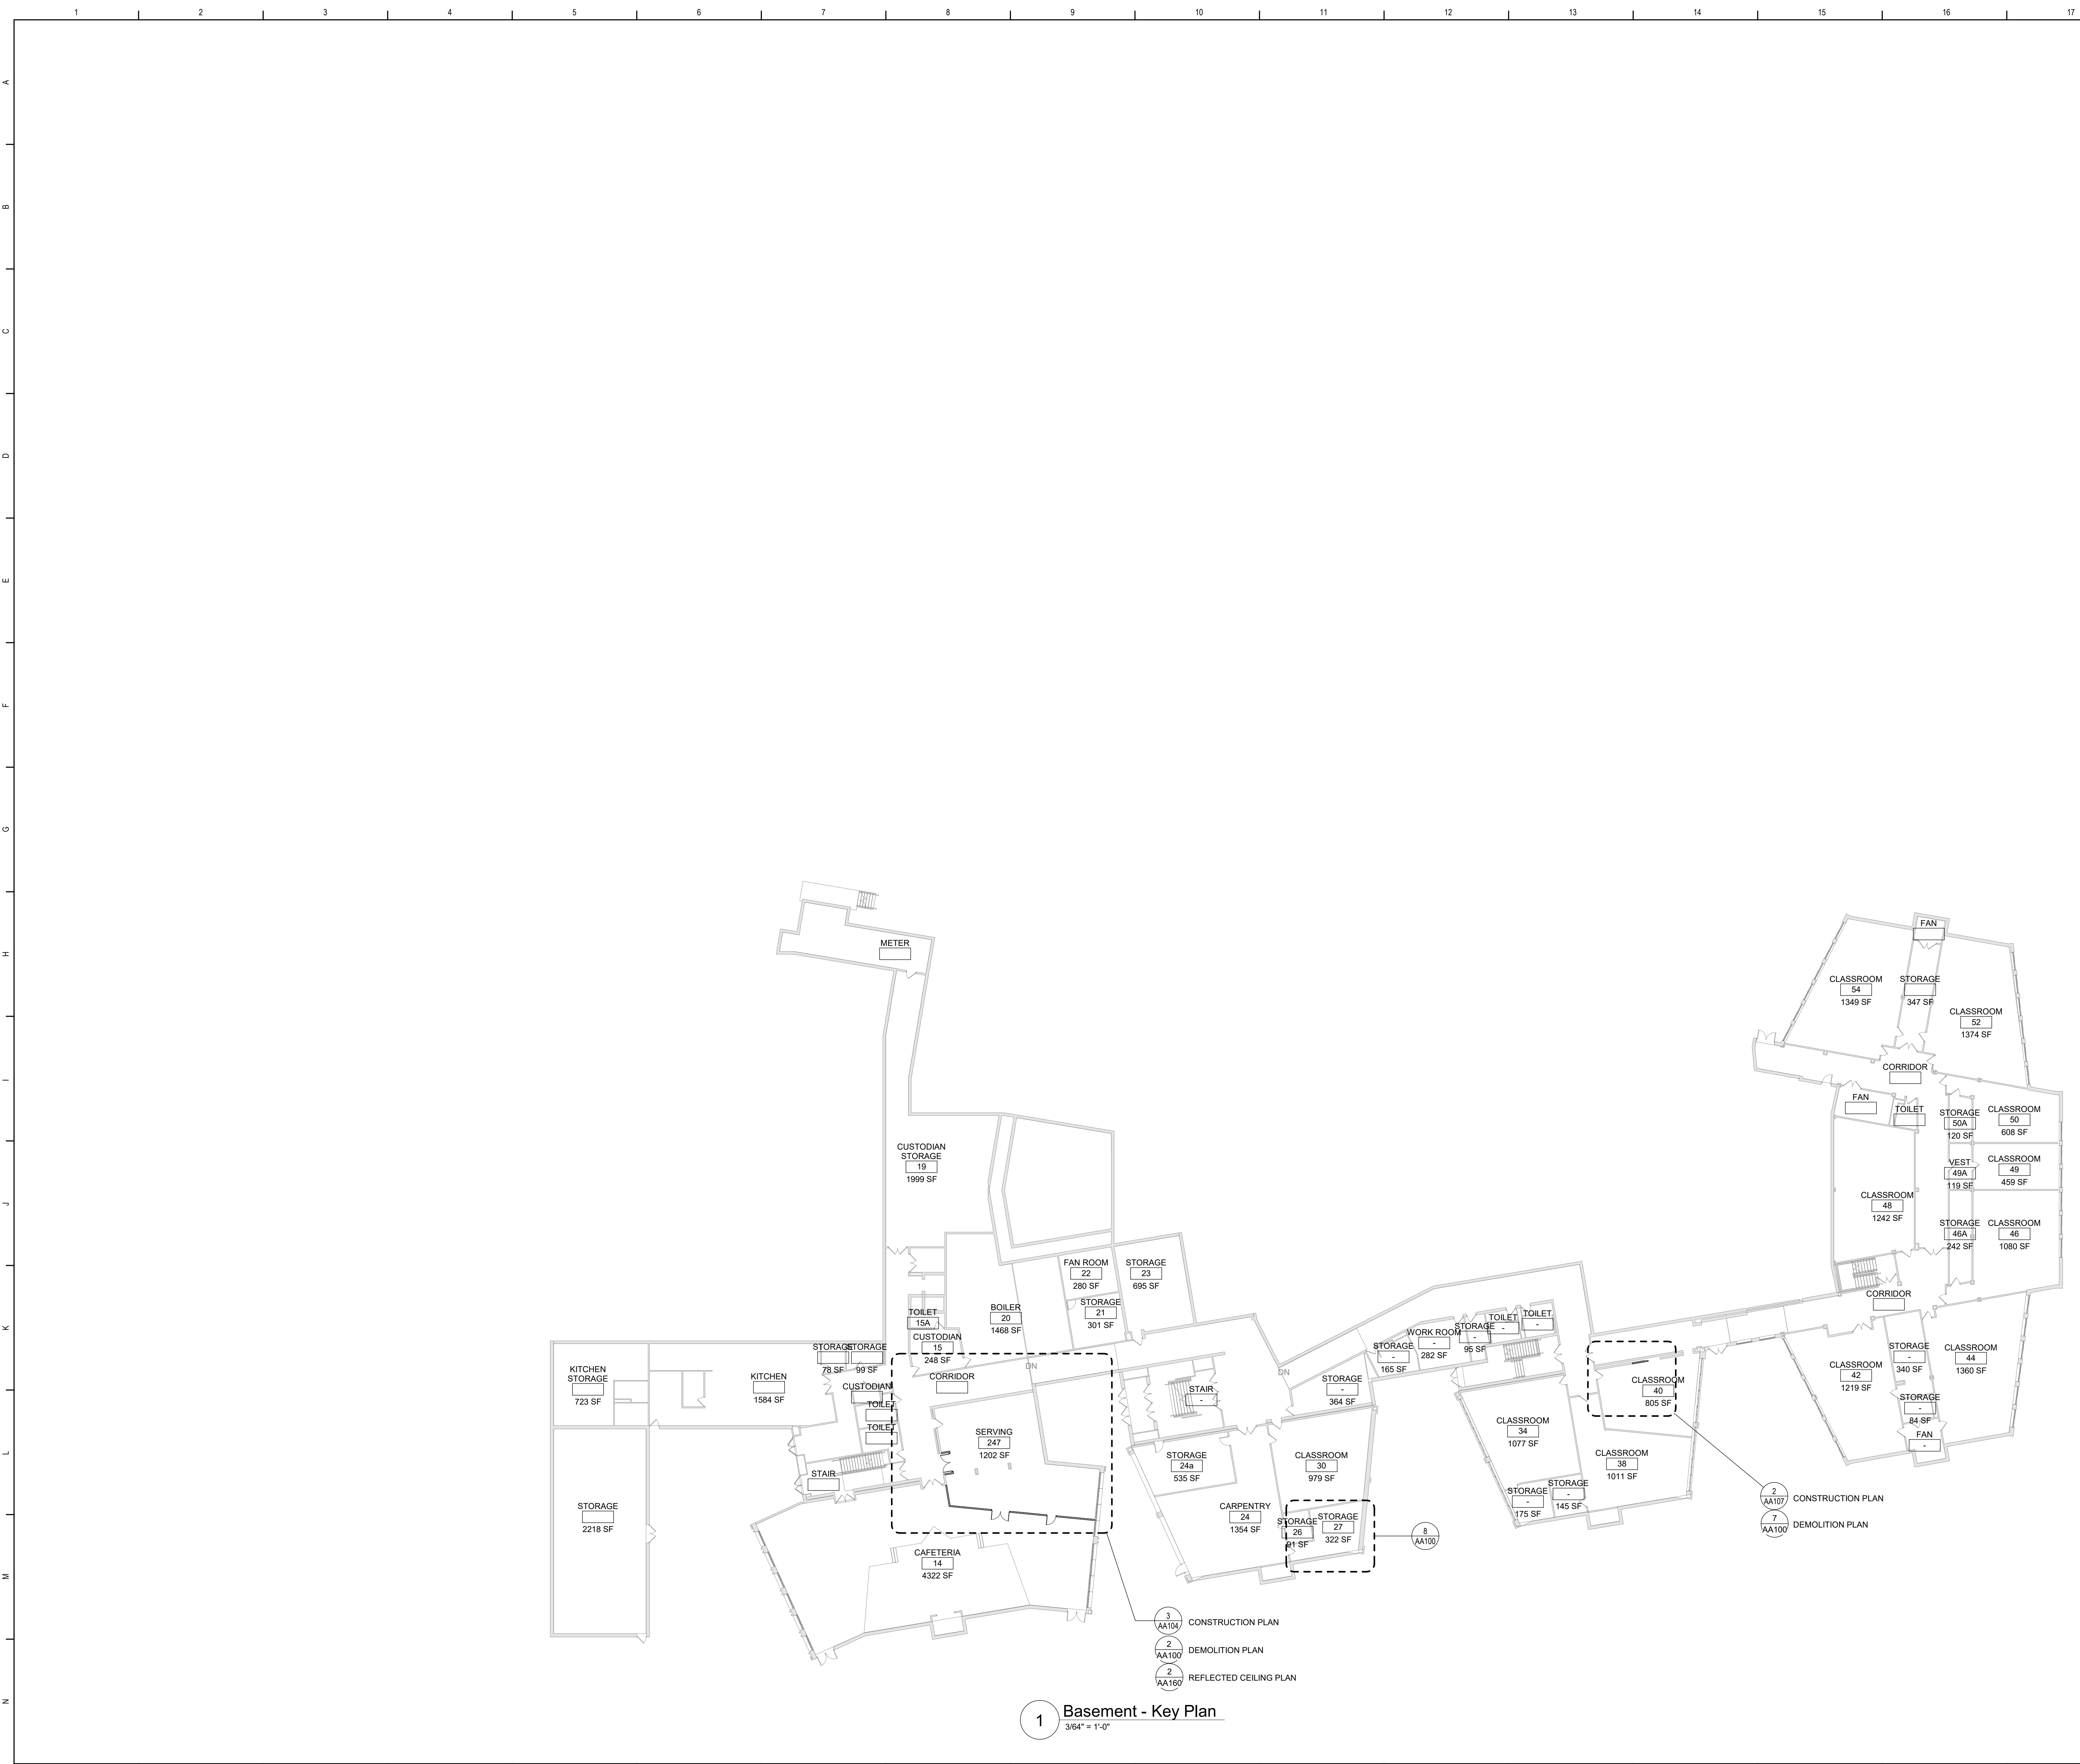 1 2 3 4 5 6 7 8 9 10 11 12 13 14 15 16 17
A
B
C
D
E
F
G
H
I
J
K
L
M
N
METER
FAN
CLASSROOM
54
1349 SF
STORAGE
347 SF
CLASSROOM
52
1374 SF
CORRIDOR
FAN
TOILET
STORAGE
50A
120 SF
CLASSROOM
50
608 SF
VEST
49A
119 SF
CLASSROOM
49
459 SF
CLASSROOM
48
1242 SF
STORAGE
46A
242 SF
CLASSROOM
46
1080 SF
CORRIDOR
STORAGE
-
340 SF
CLASSROOM
44
1360 SF
CLASSROOM
42
1219 SF
STORAGE
-
84 SF
FAN
-
CUSTODIAN
STORAGE
19
1999 SF
FAN ROOM
22
280 SF
STORAGE
23
695 SF
STORAGE
21
301 SF
BOILER
20
1468 SF
TOILET
15A
CUSTODIAN
15
248 SF
DN
CORRIDOR
STORAGE
78 SF
STORAGE
99 SF
CUSTODIAN
TOILET
TOILET
KITCHEN
STORAGE
723 SF
KITCHEN
1584 SF
STAIR
STORAGE
2218 SF
SERVING
247
1202 SF
CAFETERIA
14
4322 SF
STAIR
-
DN
STORAGE
-
364 SF
STORAGE
24a
535 SF
CLASSROOM
30
979 SF
CARPENTRY
24
1354 SF
STORAGE
26
91 SF
STORAGE
27
322 SF
8
AA100
STORAGE
-
165 SF
WORK ROOM
-
282 SF
STORAGE
-
95 SF
TOILET
-
TOILET
-
CLASSROOM
34
1077 SF
STORAGE
-
175 SF
STORAGE
-
145 SF
CLASSROOM
38
1011 SF
CLASSROOM
40
805 SF
2
AA107
CONSTRUCTION PLAN
7
AA100
DEMOLITION PLAN
3
AA104
CONSTRUCTION PLAN
2
AA100
DEMOLITION PLAN
2
AA160
REFLECTED CEILING PLAN
1
Basement - Key Plan
3/64" = 1'-0"